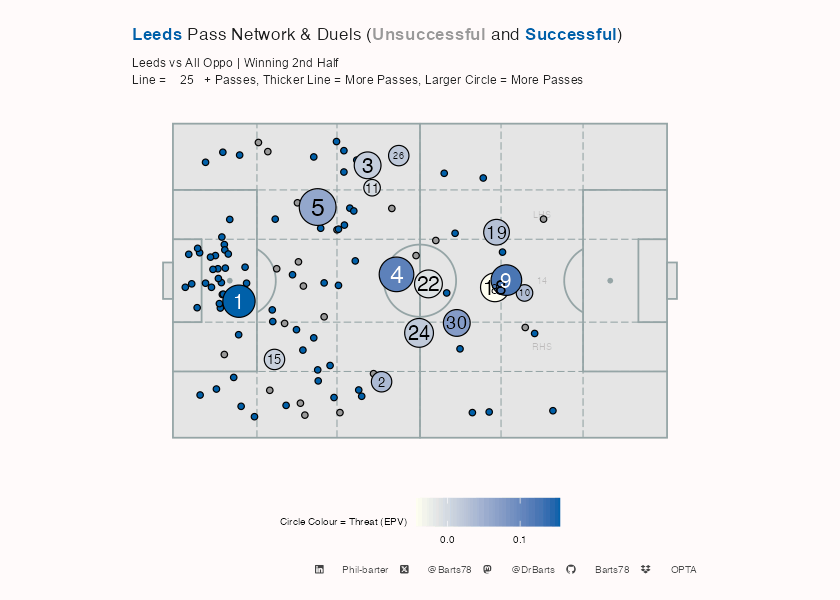 Leeds Pass Network & Duels (Unsuccessful and Successful)
Leeds vs All Oppo | Winning 2nd Half
Line = 25 + Passes, Thicker Line = More Passes, Larger Circle = More Passes
3
26
11
5
LHS
19
4
22
14
9
10
1
30
24
RHS
15
2
Circle Colour = Threat (EPV)
0.0
0.1
Phil-barter
@Barts78
@DrBarts
Barts78
OPTA